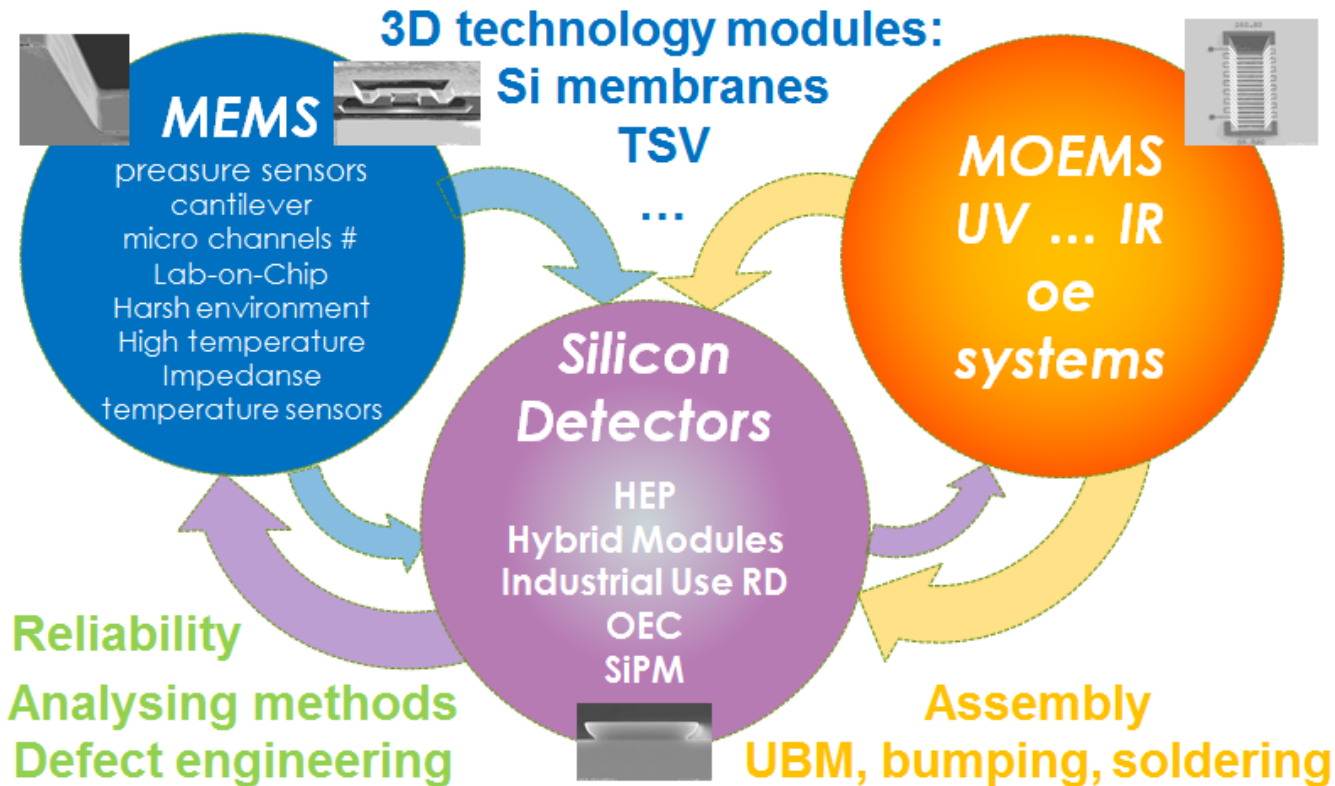 3D technology modules:
Si membranes
TSV
...
MEMS
preasure sensors
cantilever
micro channels #
Lab-on-Chip
Harsh environment
High temperature
Impedanse
temperature sensors
MOEMS
UV ... IR
oe
systems
Silicon
Detectors
HEP
Hybrid Modules
Industrial Use RD
OEC
SiPM
Reliability
Analysing methods
Defect engineering
Assembly
UBM, bumping, soldering